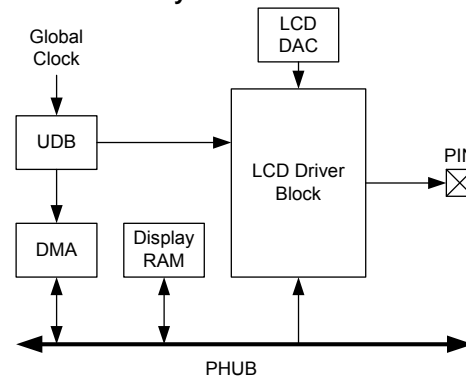 Global
Clock
LCD
DAC
UDB
LCD Driver
Block
PIN
DMA
Display
RAM
PHUB